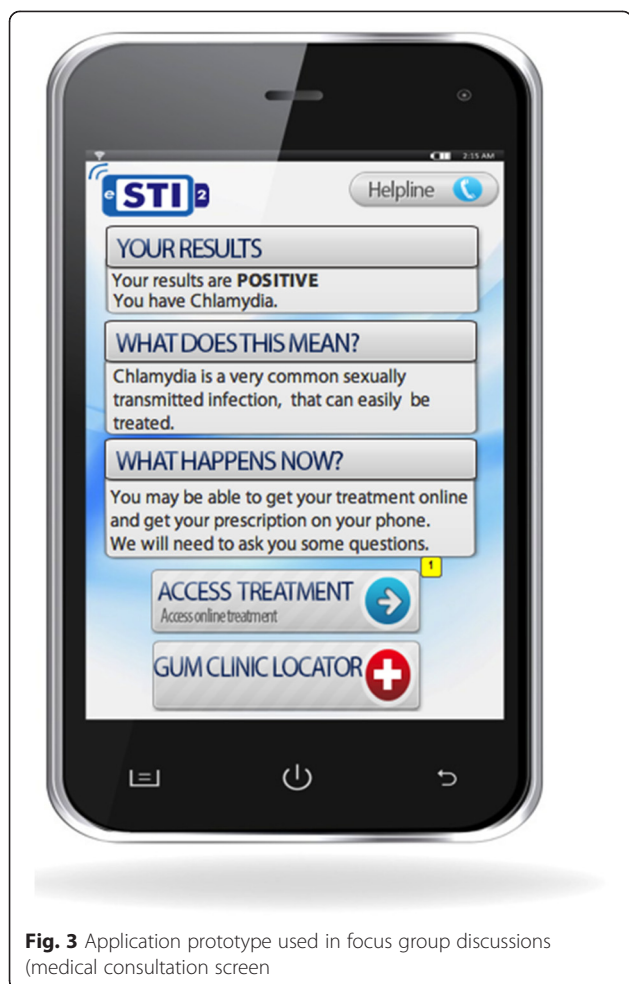 2:15 AM
e STI 2
Helpline
YOUR RESULTS
Your results are POSITIVE
You have Chlamydia.
WHAT DOES THIS MEAN?
Chlamydia is a very common sexually
transmitted infection, that can easily be
treated.
WHAT HAPPENS NOW?
You may be able to get your treatment online
and get your prescription on your phone.
We will need to ask you some questions.
1
ACCESS TREATMENT
Access online treatment
GUM CLINIC LOCATOR
Fig. 3 Application prototype used in focus group discussions
(medical consultation screen